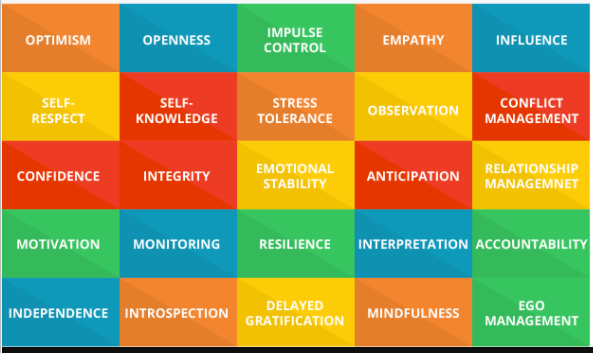 OPTIMISM
OPENNESS
IMPULSE
CONTROL
EMPATHY
INFLUENCE
SELF-
RESPECT
SELF-
KNOWLEDGE
STRESS
TOLERANCE
OBSERVATION
CONFLICT
MANAGEMENT
CONFIDENCE
INTEGRITY
EMOTIONAL
STABILITY
ANTICIPATION
RELATIONSHIP
MANAGEMNET
MOTIVATION
MONITORING
RESILIENCE
INTERPRETATION
ACCOUNTABILITY
INDEPENDENCE
INTROSPECTION
DELAYED
GRATIFICATION
MINDFULNESS
EGO
MANAGEMENT